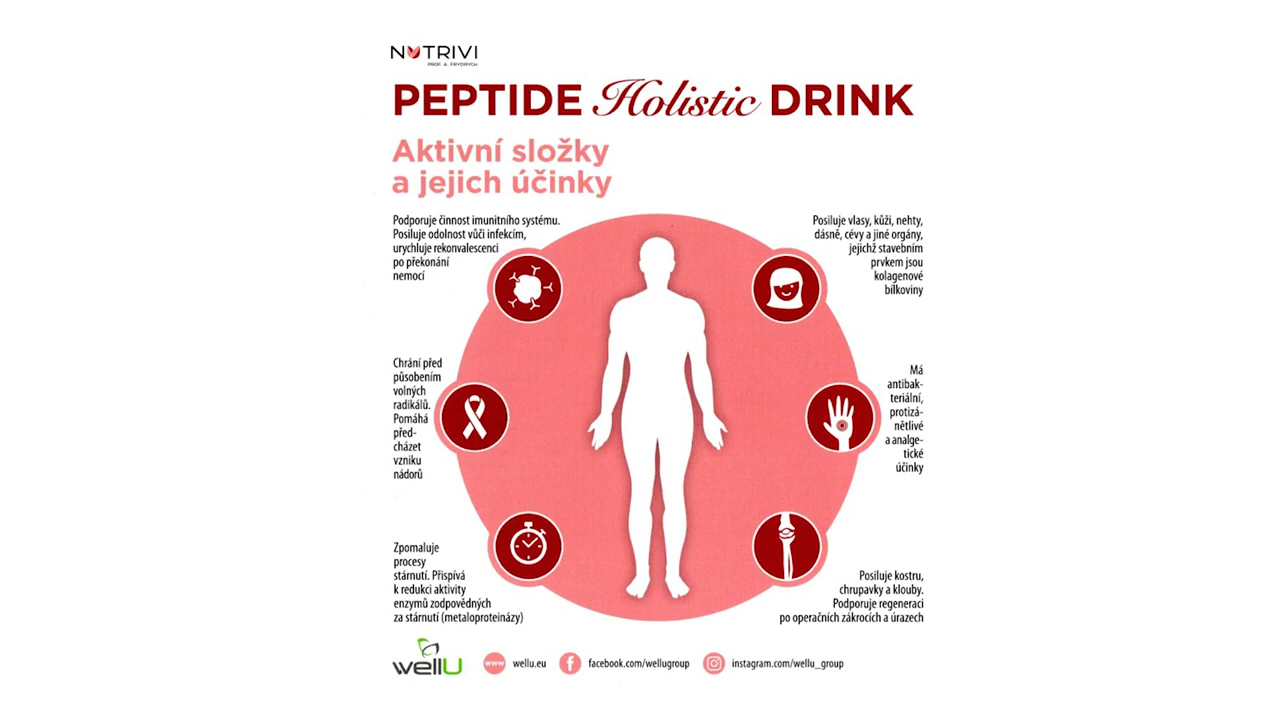 NUTRIVI
PROF. A. FRYDRYCH
PEPTIDE Holistic DRINK
Aktivní složky
a jejich účinky
Podporuje činnost imunitního systému.
Posiluje odolnost vůči infekcím,
urychluje rekonvalescenci
po překonání
nemocí
Posiluje vlasy, kůži, nehty,
dásně, cévy a jiné orgány,
jejichž stavebním
prvkem jsou
kolagenové
bílkoviny
Chrání před
působením
volných
radikálů.
Pomáhá
před-
cházet
vzniku
nádorů
Má
antibak-
teriální,
protizá-
nětlivé
a analge-
tické
účinky
Zpomaluje
procesy
stárnutí. Přispívá
k redukci aktivity
enzymů zodpovědných
za stárnutí (metaloproteinázy)
Posiluje kostru,
chrupavky a klouby.
Podporuje regeneraci
po operačních zákrocích a úrazech
wellU
www
wellu.eu
facebook.com/wellugroup
instagram.com/wellu_group